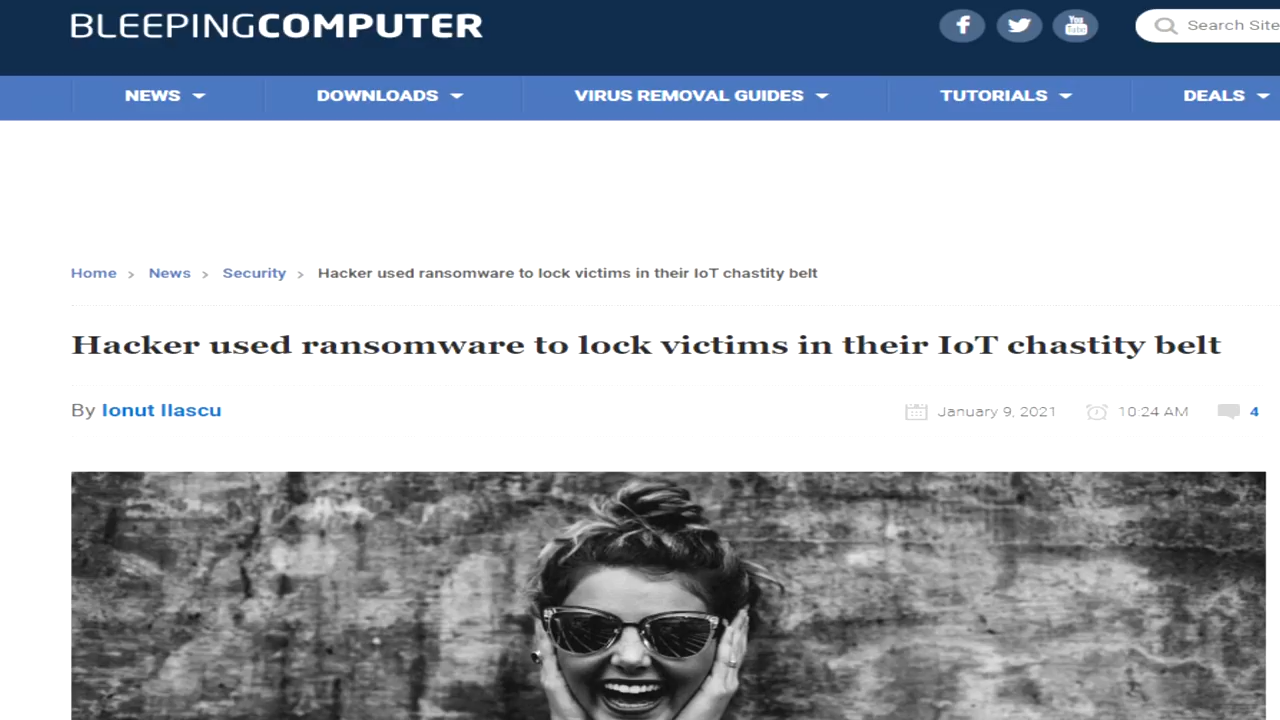 BLEEPINGCOMPUTER
f You Tube Search Site
NEWS DOWNLOADS VIRUS REMOVAL GUIDES TUTORIALS DEALS
Home > News > Security > Hacker used ransomware to lock victims in their IoT chastity belt
Hacker used ransomware to lock victims in their IoT chastity belt
By Ionut Ilascu January 9, 2021 10:24 AM 4